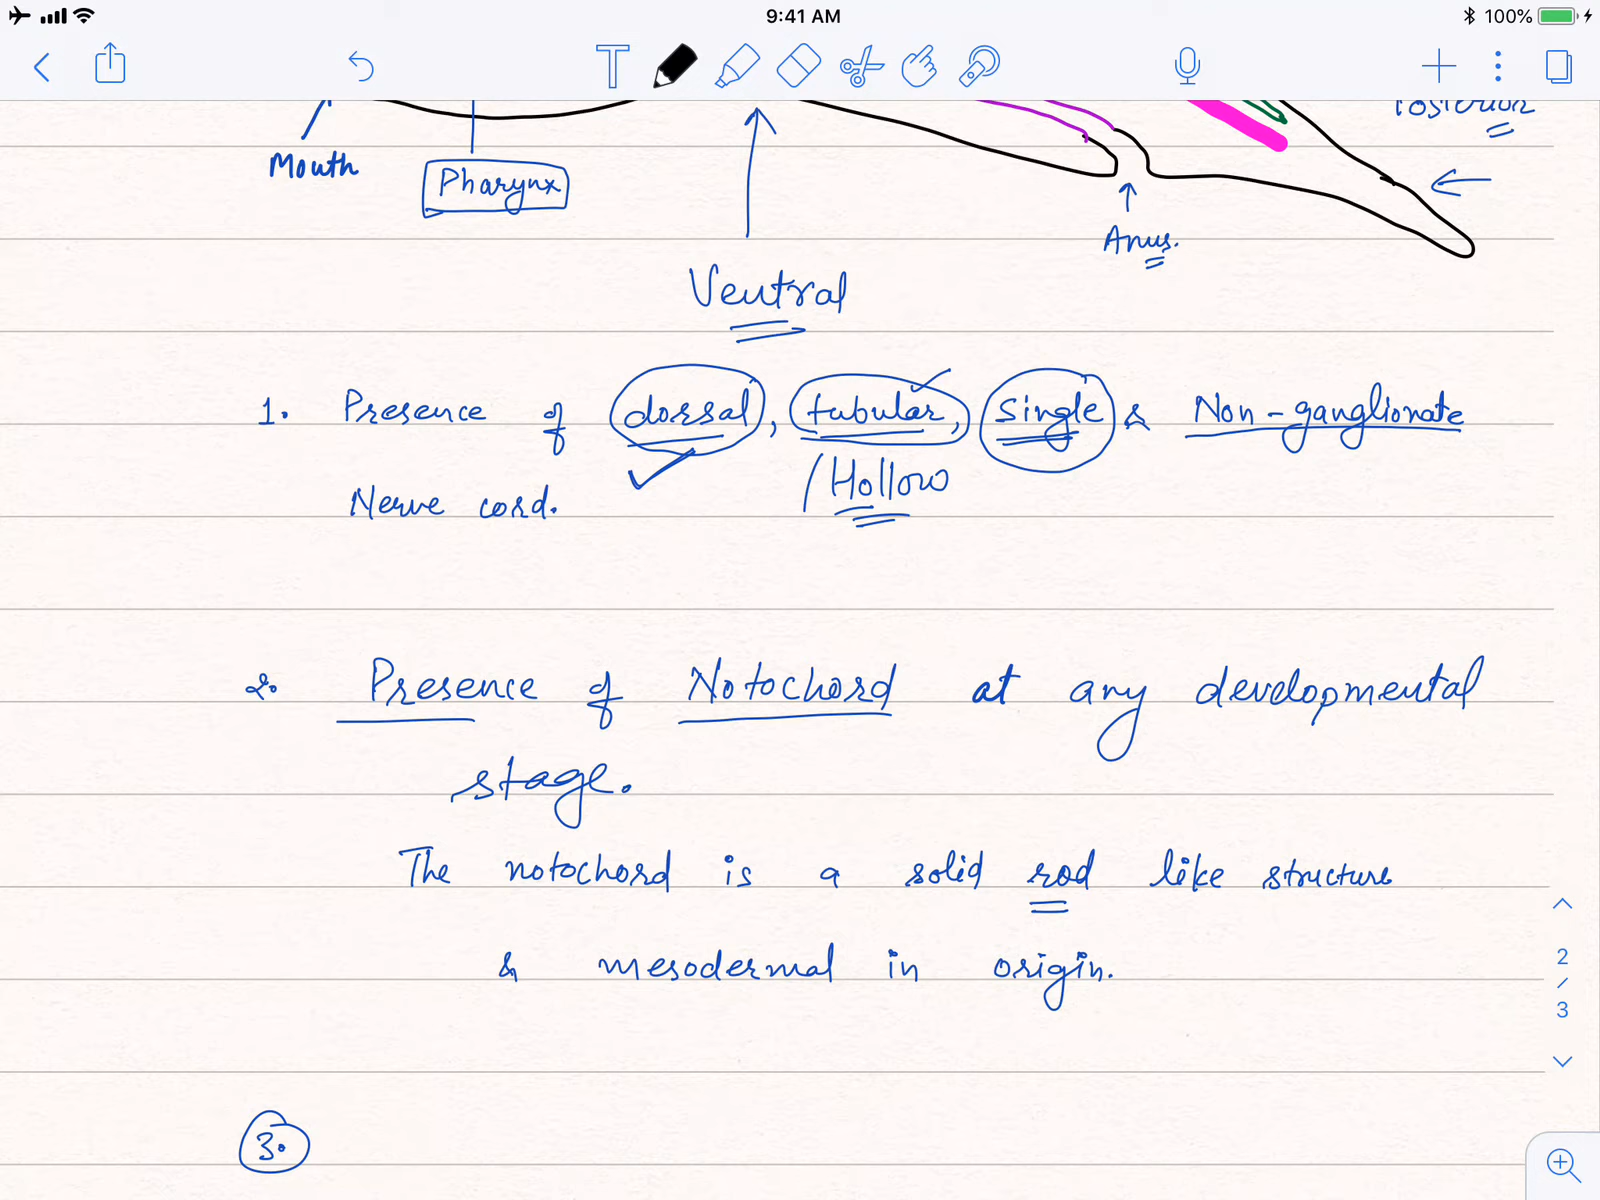 9:41 AM
100%
Posterior
Mouth
Pharynx
Anus.
Ventral
1. Presence of dorsal, tubular, single & Non-ganglionate
/Hollow
Nerve cord.
2. Presence of Notochord at any developmental
stage.
The notochord is a solid rod like structure
& mesodermal in origin.
2
/
3
3.